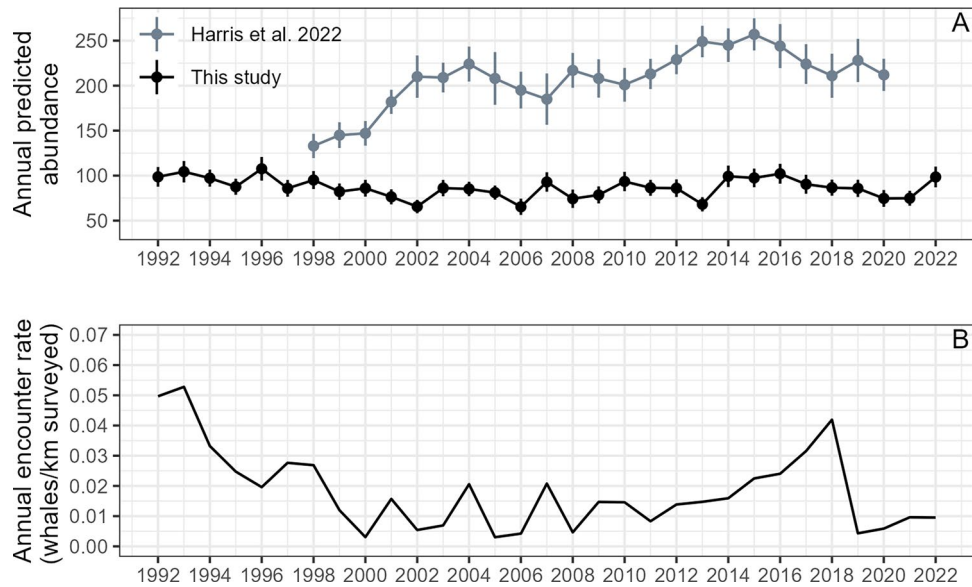 A
Harris et al. 2022
This study
Annual predicted
abundance
250
200
150
100
50
1992 1994 1996 1998 2000 2002 2004 2006 2008 2010 2012 2014 2016 2018 2020 2022
B
Annual encounter rate
(whales/km surveyed)
0.07
0.06
0.05
0.04
0.03
0.02
0.01
0.00
1992 1994 1996 1998 2000 2002 2004 2006 2008 2010 2012 2014 2016 2018 2020 2022